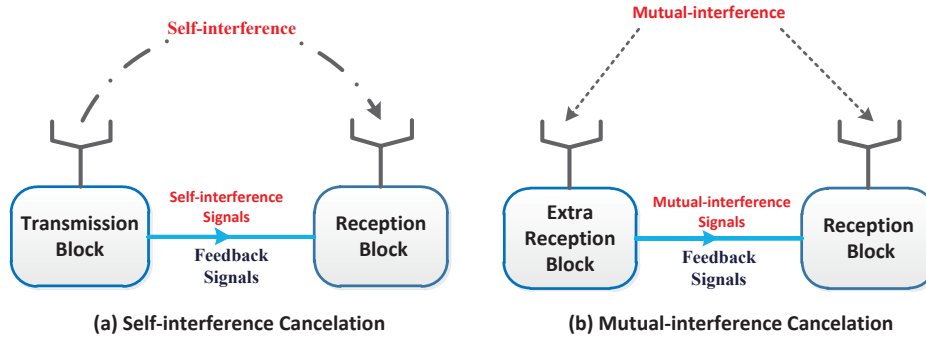 Self-interference
Transmission
Block
Self-interference
Signals
Feedback
Signals
Reception
Block
(a) Self-interference Cancelation
Mutual-interference
Extra
Reception
Block
Mutual-interference
Signals
Feedback
Signals
Reception
Block
(b) Mutual-interference Cancelation